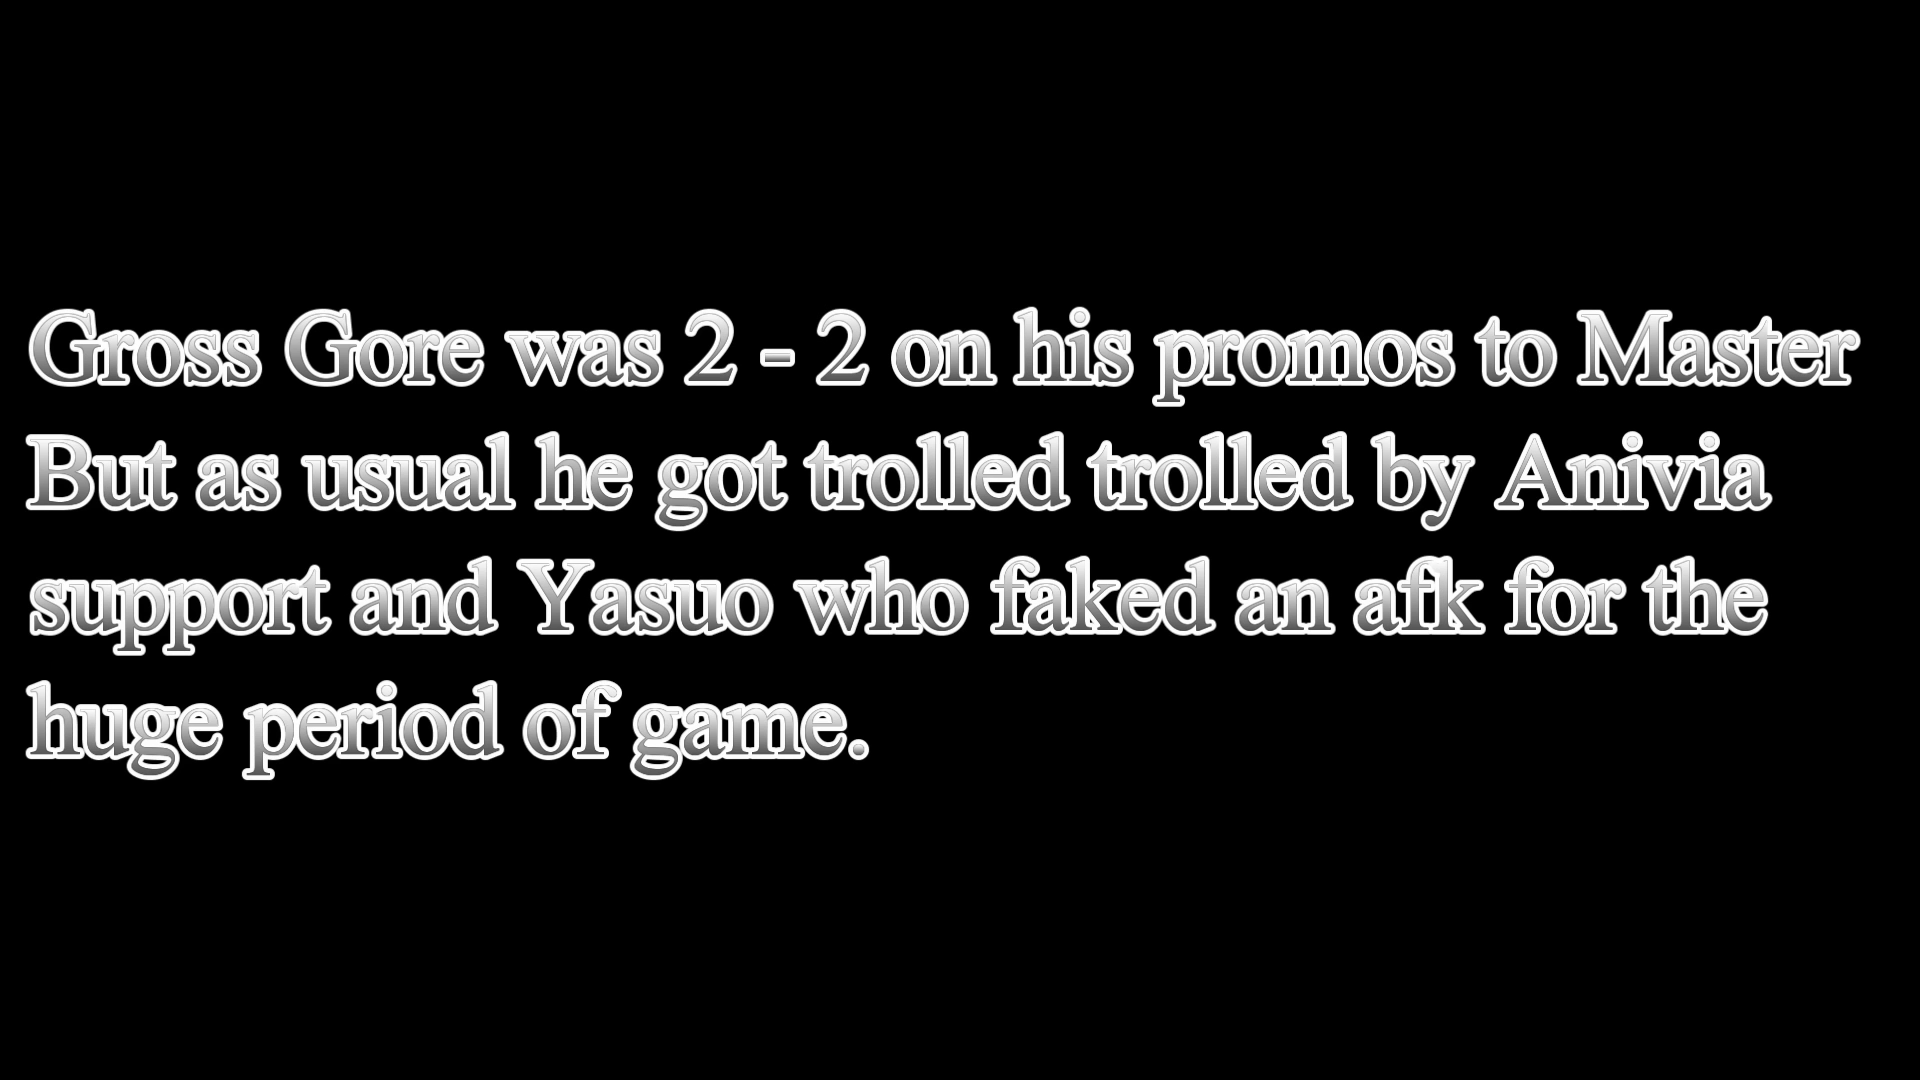 Gross Gore was 2 - 2 on his promos to Master
But as usual he got trolled trolled by Anivia
support and Yasuo who faked an afk for the
huge period of game.